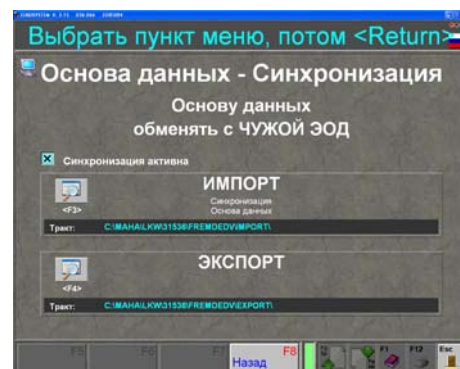 Выбрать пункт меню, потом <Return>
Основа данных - Синхронизация
Основу данных
обменять с ЧУЖОЙ ЭОД
Синхронизация активна
ИМПОРТ
Синхронизация
Основа данных
<F3>
Тракт: C:\MAHA\LKW\31538\FREMDEDV\IMPORT\
ЭКСПОРТ
<F4>
Тракт: C:\MAHA\LKW\31538\FREMDEDV\EXPORT\
F5 F6 F7 F8 F1 F12 Esc
Назад